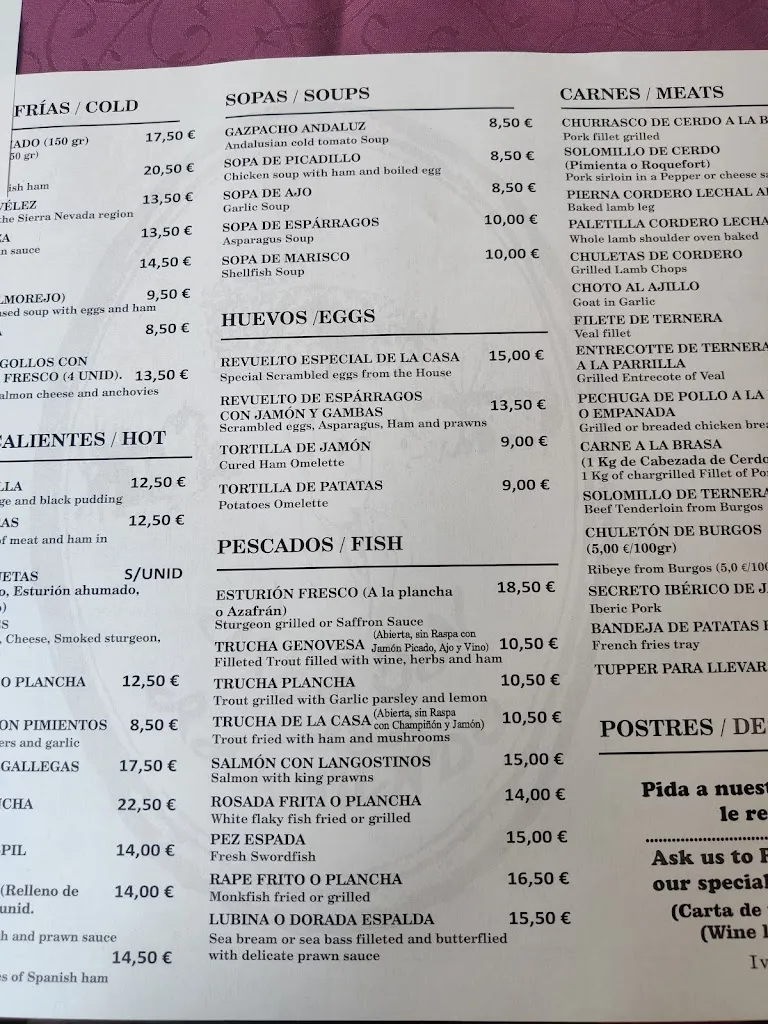 FRÍAS / COLD
ADO (150 gr) 17,50 €
50 gr)
20,50 €
ish ham
VÉLEZ 13,50 €
the Sierra Nevada region
ZA 13,50 €
n sauce
14,50 €
LMOREJO) 9,50 €
sed soup with eggs and ham
A 8,50 €
GOLLOS CON
FRESCO (4 UNID). 13,50 €
almon cheese and anchovies
CALIENTES / HOT
LLA 12,50 €
ge and black pudding
AS 12,50 €
of meat and ham in
UETAS S/UNID
o, Esturión ahumado,
o)
ES
, Cheese, Smoked sturgeon,
O PLANCHA 12,50 €
ON PIMIENTOS 8,50 €
ers and garlic
GALLEGAS 17,50 €
NCHA 22,50 €
PIL 14,00 €
(Relleno de 14,00 €
unid.
h and prawn sauce
14,50 €
es of Spanish ham
SOPAS / SOUPS
GAZPACHO ANDALUZ 8,50 €
Andalusian cold tomato Soup
SOPA DE PICADILLO 8,50 €
Chicken soup with ham and boiled egg
SOPA DE AJO 8,50 €
Garlic Soup
SOPA DE ESPÁRRAGOS 10,00 €
Asparagus Soup
SOPA DE MARISCO 10,00 €
Shellfish Soup
HUEVOS /EGGS
REVUELTO ESPECIAL DE LA CASA 15,00 €
Special Scrambled eggs from the House
REVUELTO DE ESPÁRRAGOS
CON JAMÓN Y GAMBAS 13,50 €
Scrambled eggs, Asparagus, Ham and prawns
TORTILLA DE JAMÓN 9,00 €
Cured Ham Omelette
TORTILLA DE PATATAS 9,00 €
Potatoes Omelette
PESCADOS / FISH
ESTURIÓN FRESCO (A la plancha 18,50 €
o Azafrán)
Sturgeon grilled or Saffron Sauce
TRUCHA GENOVESA (Abierta, sin Raspa con Jamón Picado, Ajo y Vino) 10,50 €
Filleted Trout filled with wine, herbs and ham
TRUCHA PLANCHA 10,50 €
Trout grilled with Garlic parsley and lemon
TRUCHA DE LA CASA (Abierta, sin Raspa con Champiñón y Jamón) 10,50 €
Trout fried with ham and mushrooms
SALMÓN CON LANGOSTINOS 15,00 €
Salmon with king prawns
ROSADA FRITA O PLANCHA 14,00 €
White flaky fish fried or grilled
PEZ ESPADA 15,00 €
Fresh Swordfish
RAPE FRITO O PLANCHA 16,50 €
Monkfish fried or grilled
LUBINA O DORADA ESPALDA 15,50 €
Sea bream or sea bass filleted and butterflied
with delicate prawn sauce
CARNES / MEATS
CHURRASCO DE CERDO A LA B
Pork fillet grilled
SOLOMILLO DE CERDO
(Pimienta o Roquefort)
Pork sirloin in a Pepper or cheese sa
PIERNA CORDERO LECHAL AL
Baked lamb leg
PALETILLA CORDERO LECHA
Whole lamb shoulder oven baked
CHULETAS DE CORDERO
Grilled Lamb Chops
CHOTO AL AJILLO
Goat in Garlic
FILETE DE TERNERA
Veal fillet
ENTRECOTTE DE TERNERA
A LA PARRILLA
Grilled Entrecote of Veal
PECHUGA DE POLLO A LA
O EMPANADA
Grilled or breaded chicken brea
CARNE A LA BRASA
(1 Kg de Cabezada de Cerdo
1 Kg of chargrilled Fillet of Po
SOLOMILLO DE TERNERA
Beef Tenderloin from Burgos
CHULETÓN DE BURGOS
(5,00 €/100gr)
Ribeye from Burgos (5,0 €/100
SECRETO IBÉRICO DE JA
Iberic Pork
BANDEJA DE PATATAS F
French fries tray
TUPPER PARA LLEVAR
POSTRES / DE
Pida a nuest
le re
Ask us to
our special
(Carta de
(Wine l
Iv